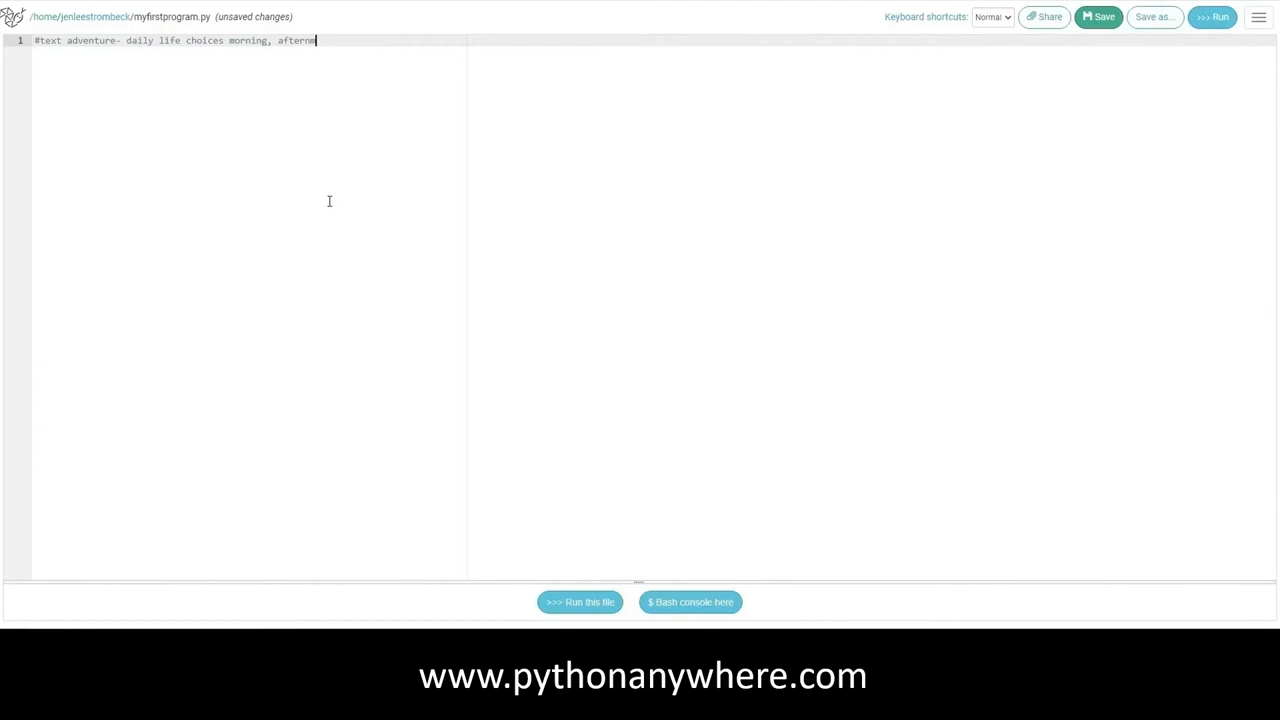 /home/jenleestrombeck/myfirstprogram.py (unsaved changes)
Keyboard shortcuts: Normal Share Save Save as... >>> Run
1 #text adventure- daily life choices morning, afternm
>>> Run this file $ Bash console here
www.pythonanywhere.com